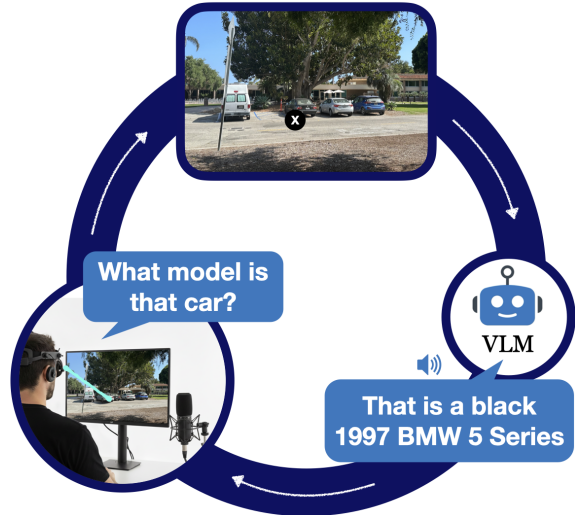 X
What model is
that car?
VLM
That is a black
1997 BMW 5 Series